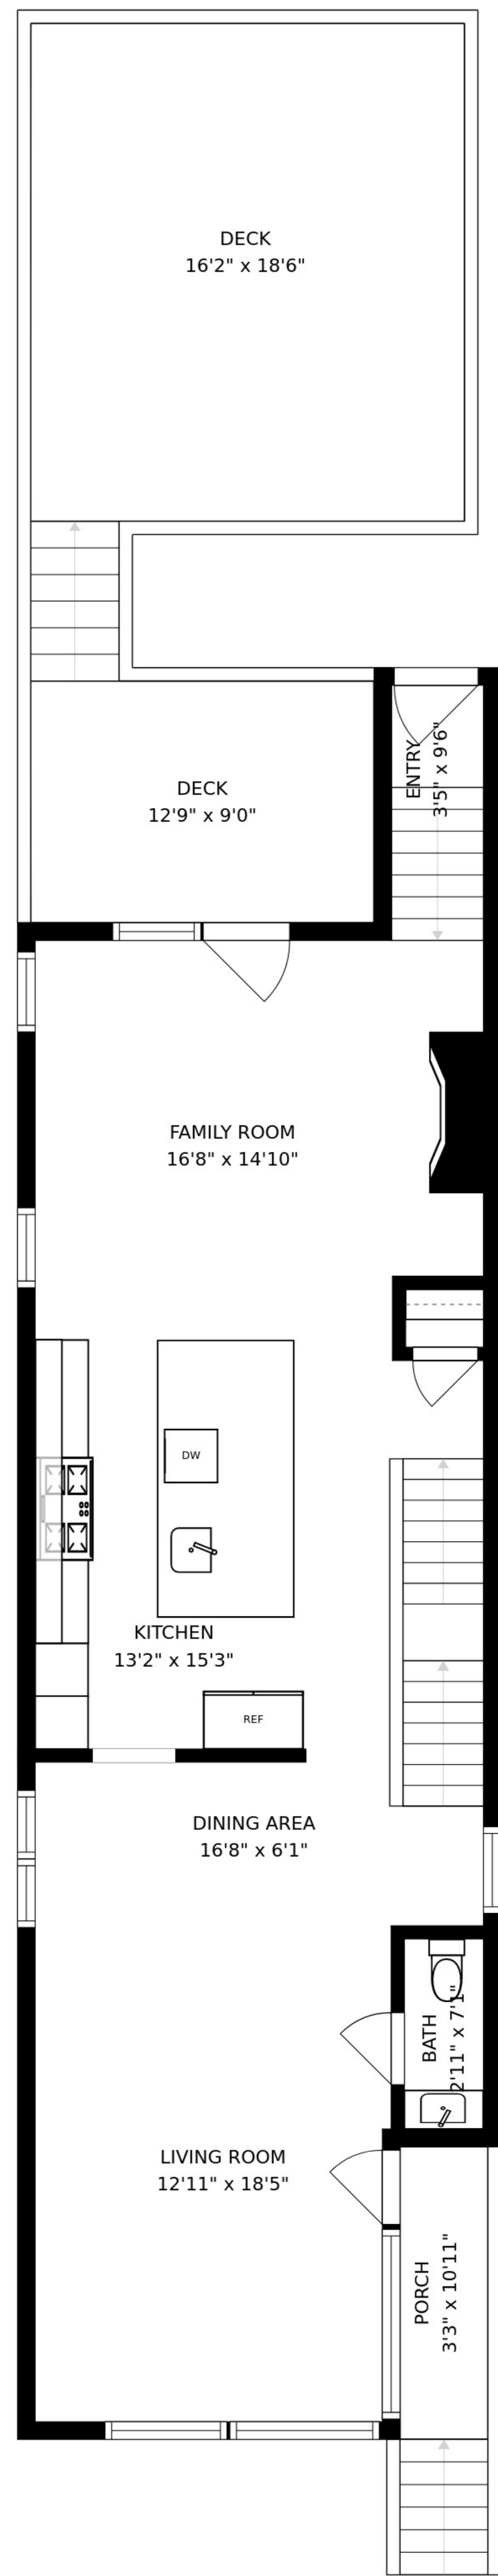 DECK
16'2" x 18'6"
ENTRY
3'5" x 9'6"
DECK
12'9" x 9'0"
FAMILY ROOM
16'8" x 14'10"
DW
KITCHEN
13'2" x 15'3"
REF
DINING AREA
16'8" x 6'1"
BATH
2'11" x 7'1"
LIVING ROOM
12'11" x 18'5"
PORCH
3'3" x 10'11"